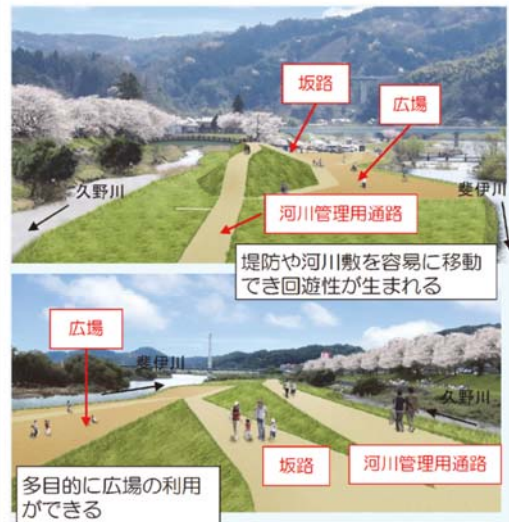 坂路
広場
久野川
斐伊川
河川管理用通路
堤防や河川敷を容易に移動
でき回遊性が生まれる
広場
斐伊川
久野川
坂路
河川管理用通路
多目的に広場の利用
ができる